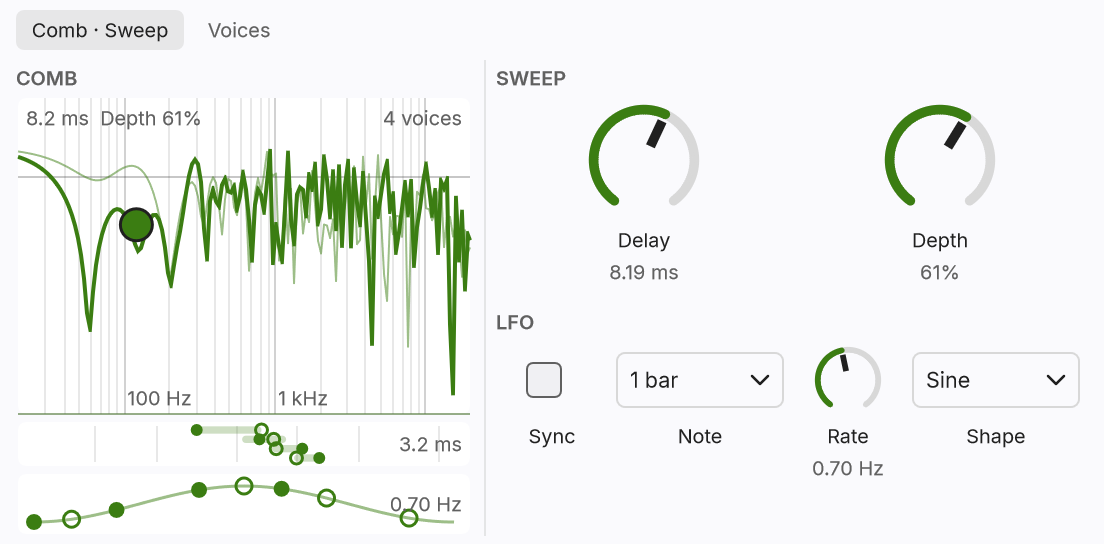 Comb · Sweep
Voices
COMB
8.2 ms Depth 61%
4 voices
100 Hz
1 kHz
3.2 ms
0.70 Hz
SWEEP
Delay
8.19 ms
Depth
61%
LFO
1 bar
Sine
Sync
Note
Rate
Shape
0.70 Hz